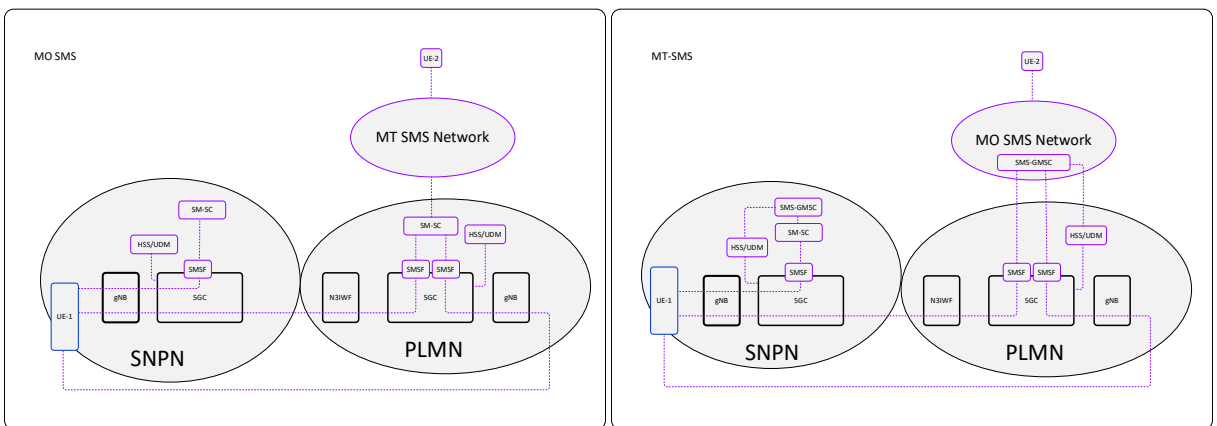 MO SMS
UE-2
MT SMS Network
SM-SC
SM-SC
HSS/UDM
HSS/UDM
SMSF
SMSF
SMSF
UE-1
gNB
5GC
N3IWF
5GC
gNB
SNPN
PLMN
MT-SMS
UE-2
MO SMS Network
SMS-GMSC
SMS-GMSC
SM-SC
HSS/UDM
HSS/UDM
SMSF
SMSF
SMSF
UE-1
gNB
5GC
N3IWF
5GC
gNB
SNPN
PLMN